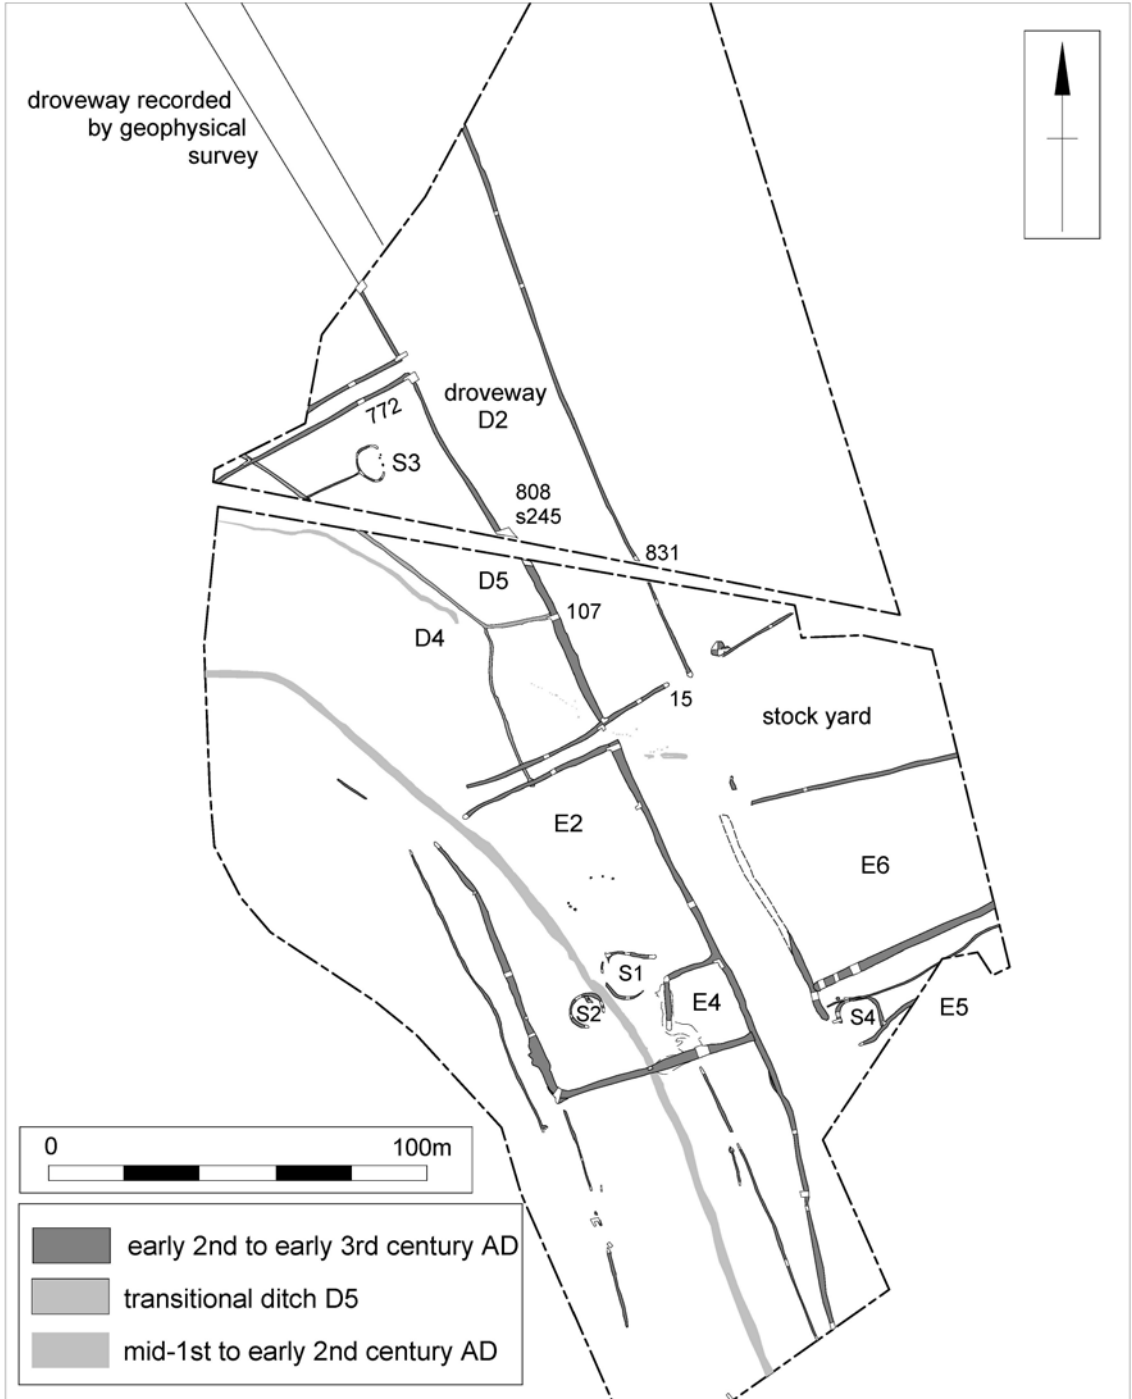 droveway recorded
by geophysical
survey
droveway
D2
772
S3
808
s245
831
D5
107
D4
15
stock yard
E2
E6
S1
S2
E4
S4
E5
0 100m
early 2nd to early 3rd century AD
transitional ditch D5
mid-1st to early 2nd century AD